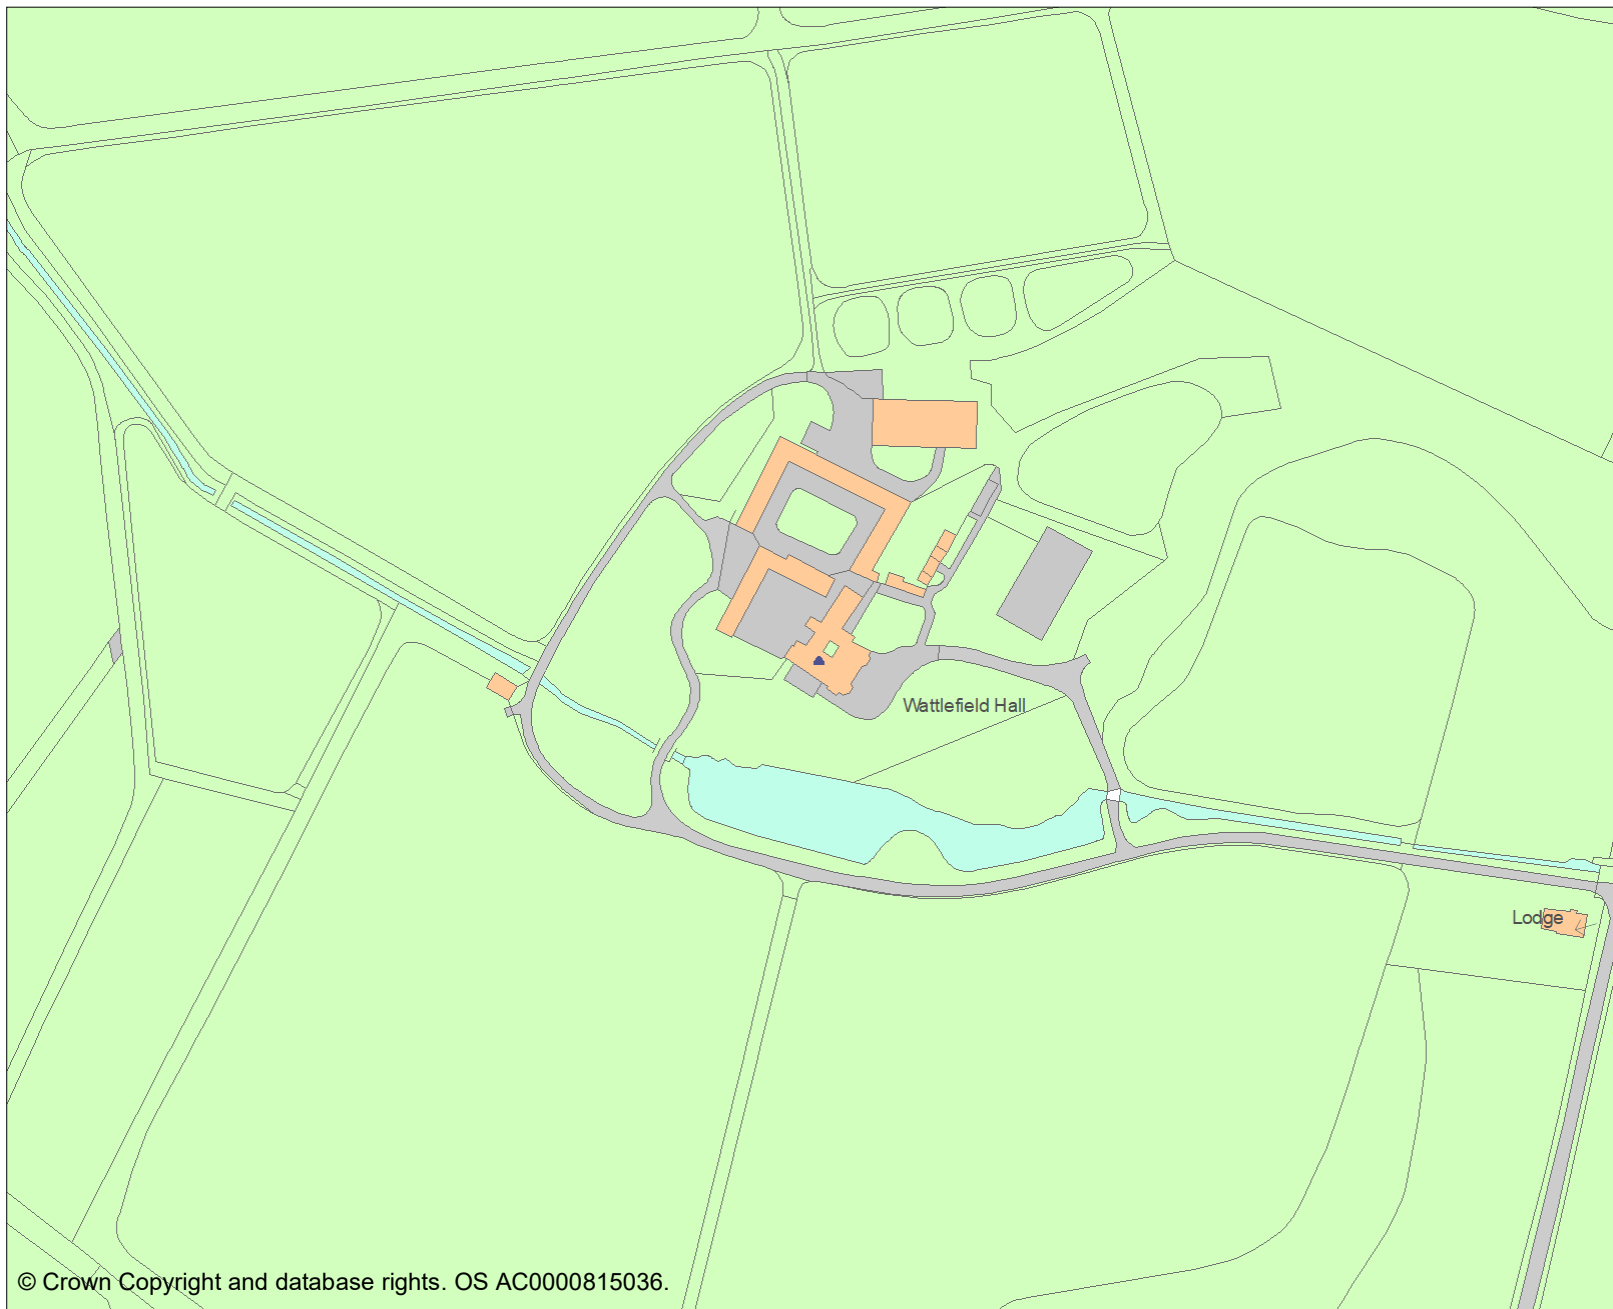 Wattlefield Hall
Lodge
© Crown Copyright and database rights. OS AC0000815036.